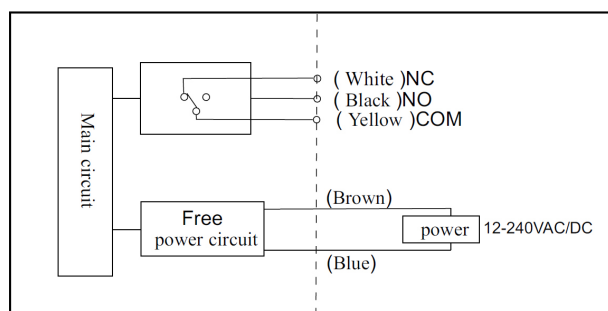 ( White )NC
( Black )NO
( Yellow )COM
Main circuit
(Brown)
Free
power circuit
power
12-240VAC/DC
(Blue)